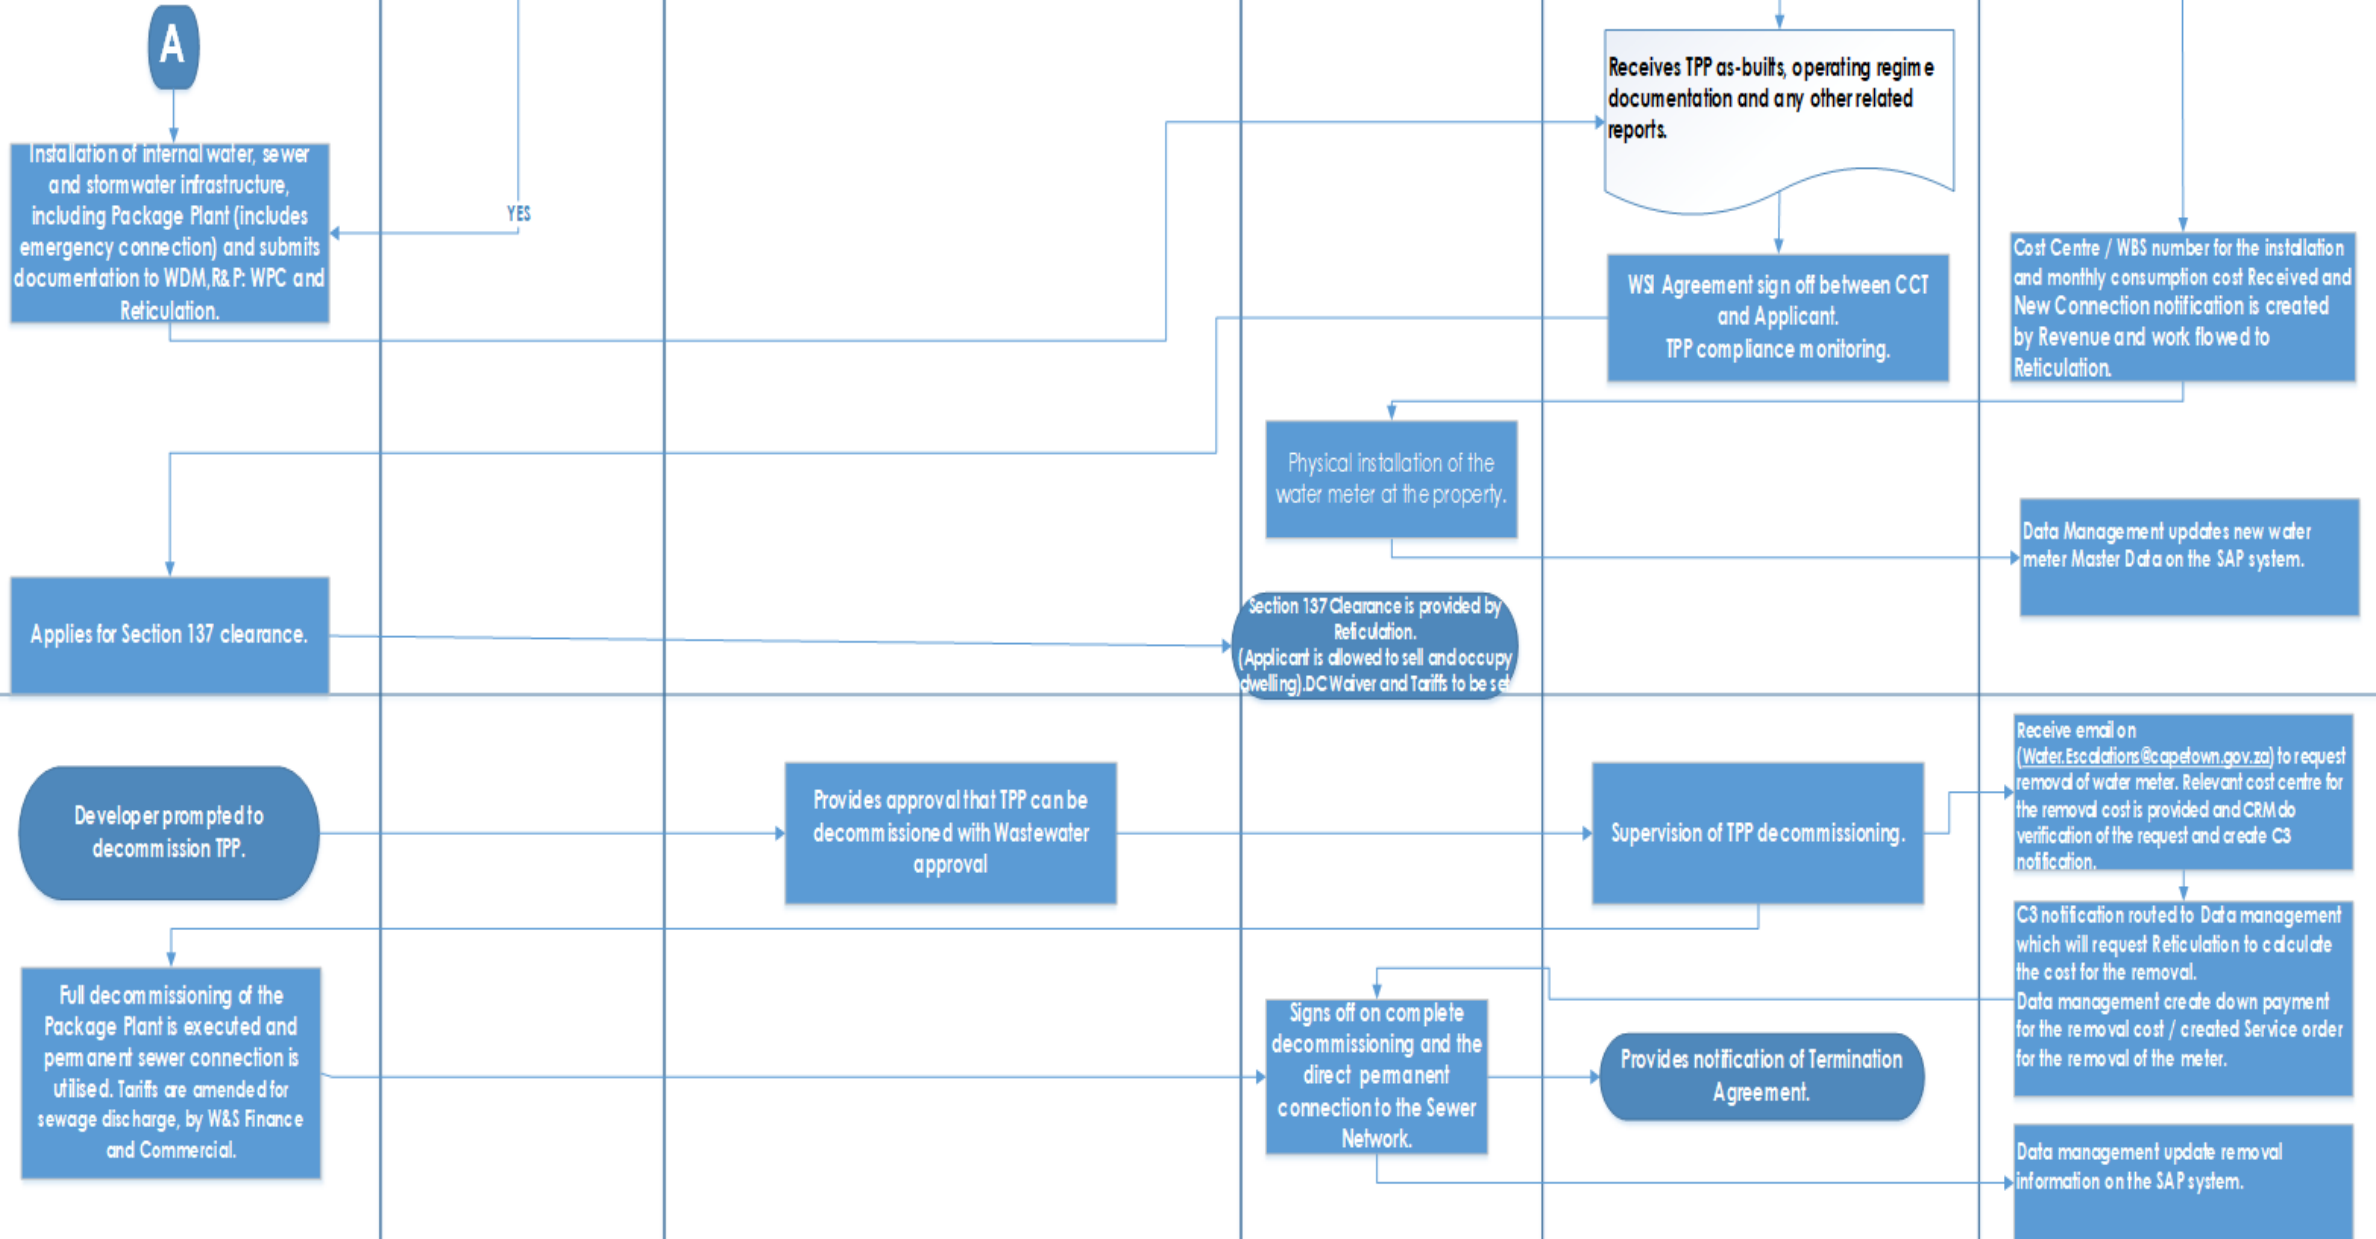 A
Receives TPP as-builts, operating regime
documentation and any other related
reports.
Installation of internal water, sewer
and stormwater infrastructure,
including Package Plant (includes
emergency connection) and submits
documentation to WDM,R&P: WPC and
Reticulation.
YES
WSI Agreement sign off between CCT
and Applicant.
TPP compliance monitoring.
Cost Centre / WBS number for the installation
and monthly consumption cost Received and
New Connection notification is created
by Revenue and work flowed to
Reticulation.
Physical installation of the
water meter at the property.
Data Management updates new water
meter Master Data on the SAP system.
Applies for Section 137 clearance.
Section 137 Clearance is provided by
Reticulation.
(Applicant is allowed to sell and occupy
dwelling).DC Waiver and Tariffs to be set
Developer prompted to
decommission TPP.
Provides approval that TPP can be
decommissioned with Wastewater
approval
Supervision of TPP decommissioning.
Receive email on
(Water.Escalations@capetown.gov.za) to request
removal of water meter. Relevant cost centre for
the removal cost is provided and CRM do
verification of the request and create C3
notification.
C3 notification routed to Data management
which will request Reticulation to calculate
the cost for the removal.
Data management create down payment
for the removal cost / created Service order
for the removal of the meter.
Full decommissioning of the
Package Plant is executed and
permanent sewer connection is
utilised. Tariffs are amended for
sewage discharge, by W&S Finance
and Commercial.
Signs off on complete
decommissioning and the
direct permanent
connection to the Sewer
Network.
Provides notification of Termination
Agreement.
Data management update removal
information on the SAP system.